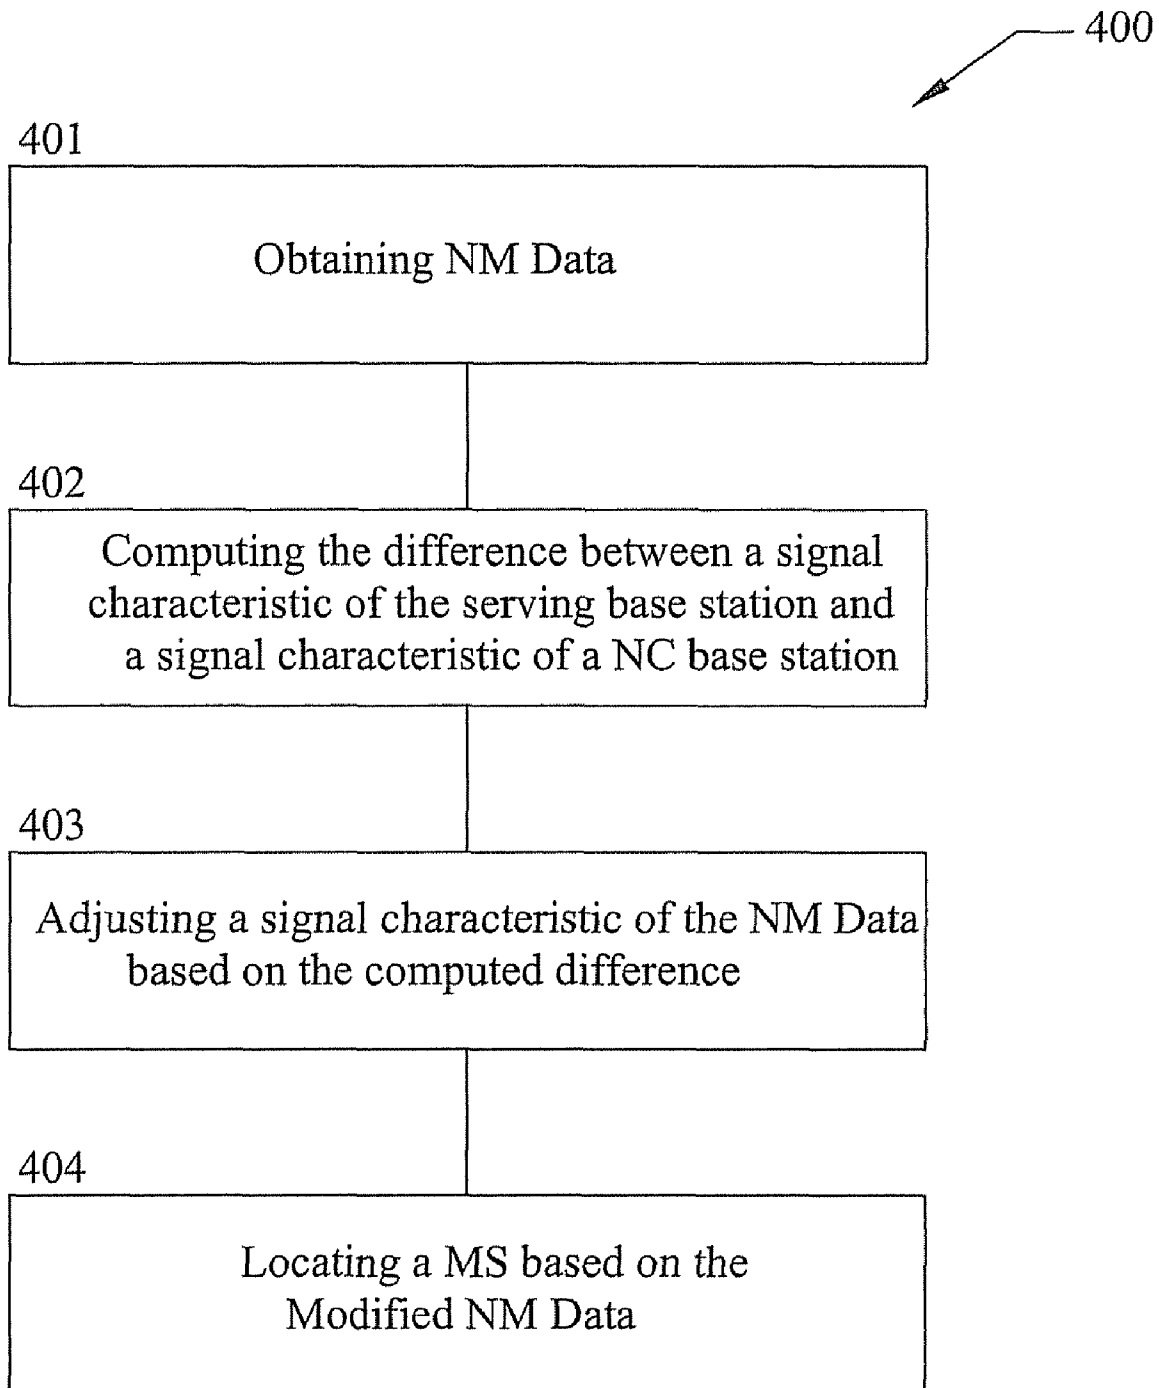 400
401
Obtaining NM Data
402
Computing the difference between a signal
characteristic of the serving base station and
a signal characteristic of a NC base station
403
Adjusting a signal characteristic of the NM Data
based on the computed difference
404
Locating a MS based on the
Modified NM Data